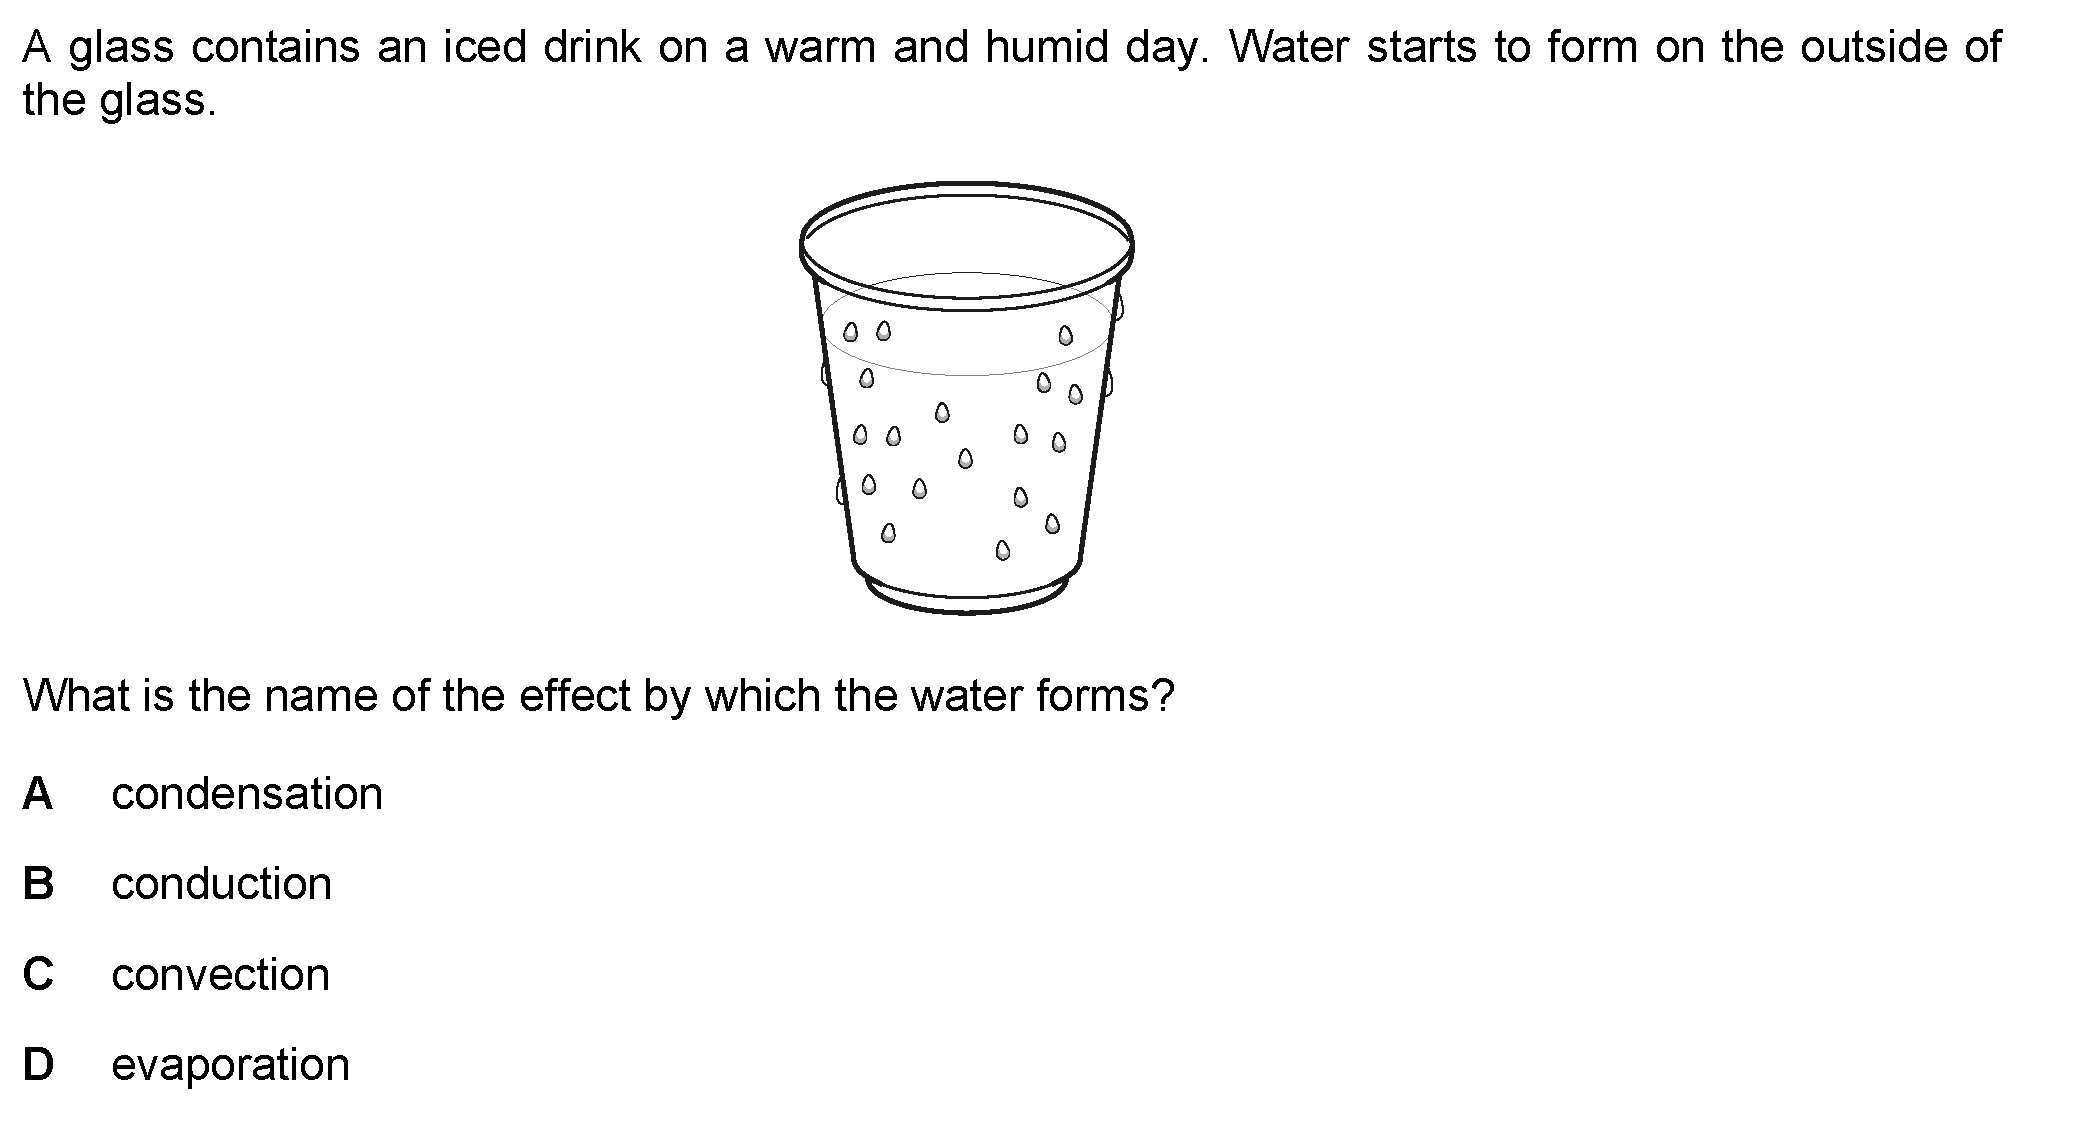 A glass contains an iced drink on a warm and humid day. Water starts to form on the outside of
the glass.
What is the name of the effect by which the water forms?
A condensation
B conduction
C convection
D evaporation